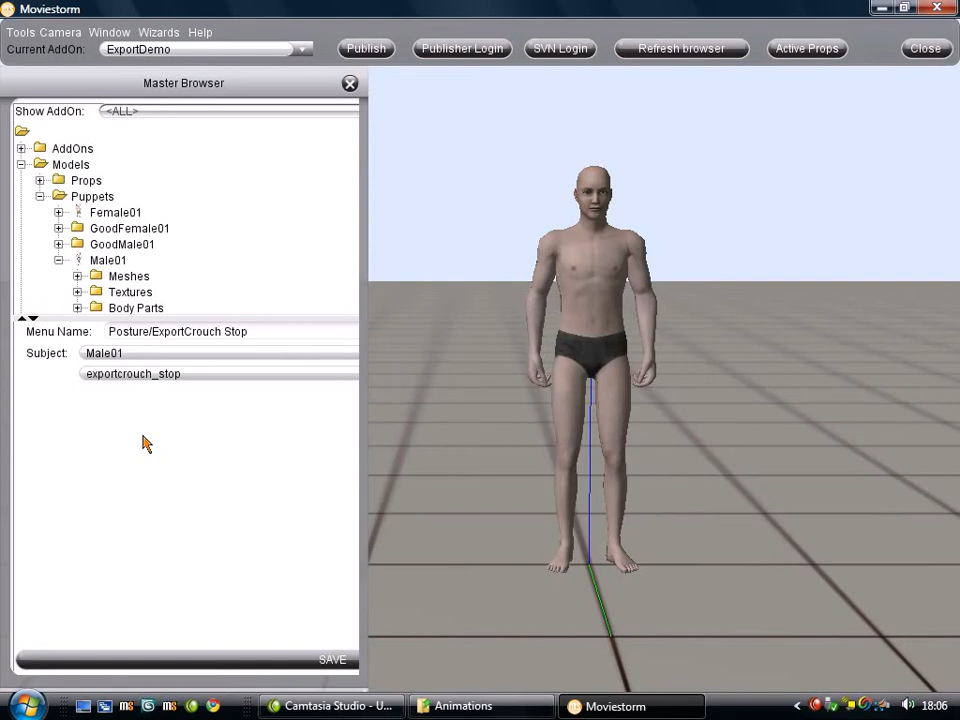 Moviestorm
Tools Camera Window Wizards Help
Current AddOn: ExportDemo Publish Publisher Login SVN Login Refresh browser Active Props Close
Master Browser
Show AddOn: <ALL>
AddOns
Models
Props
Puppets
Female01
GoodFemale01
GoodMale01
Male01
Meshes
Textures
Body Parts
Menu Name: Posture/ExportCrouch Stop
Subject: Male01
exportcrouch_stop
SAVE
ms ms Camtasia Studio - U... Animations Moviestorm 18:06